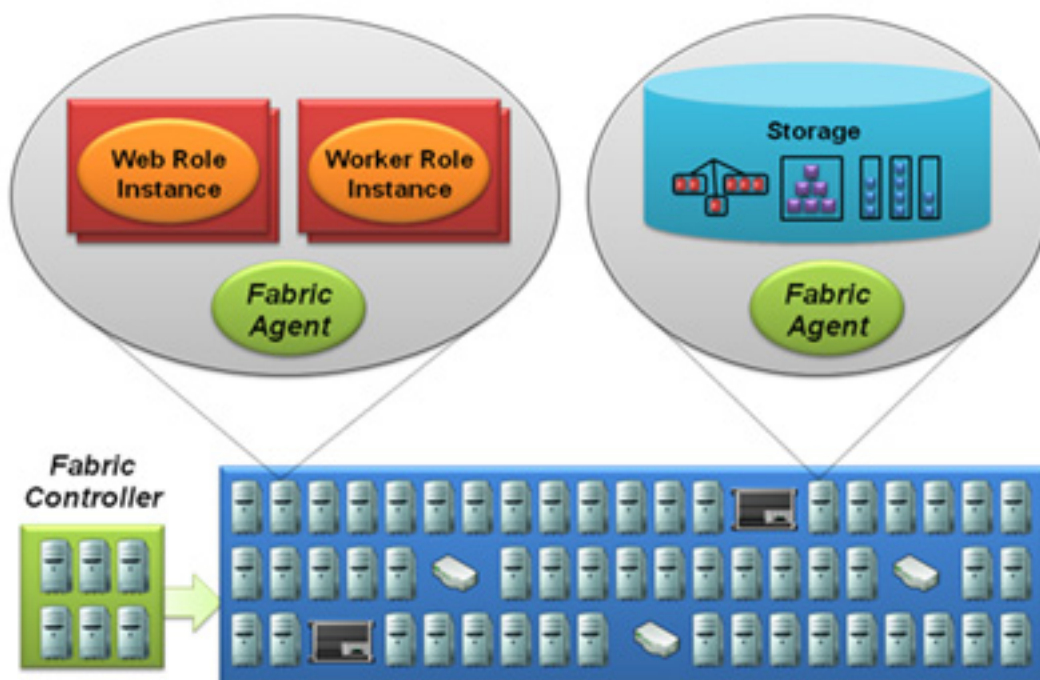 Web Role
Instance
Worker Role
Instance
Fabric
Agent
Storage
Fabric
Agent
Fabric
Controller